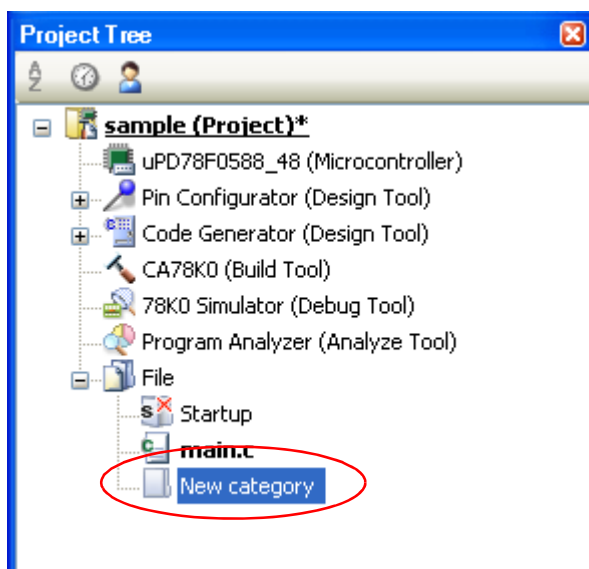 Project Tree
sample (Project)*
uPD78F0588_48 (Microcontroller)
Pin Configurator (Design Tool)
Code Generator (Design Tool)
CA78K0 (Build Tool)
78K0 Simulator (Debug Tool)
Program Analyzer (Analyze Tool)
File
Startup
main.c
New category